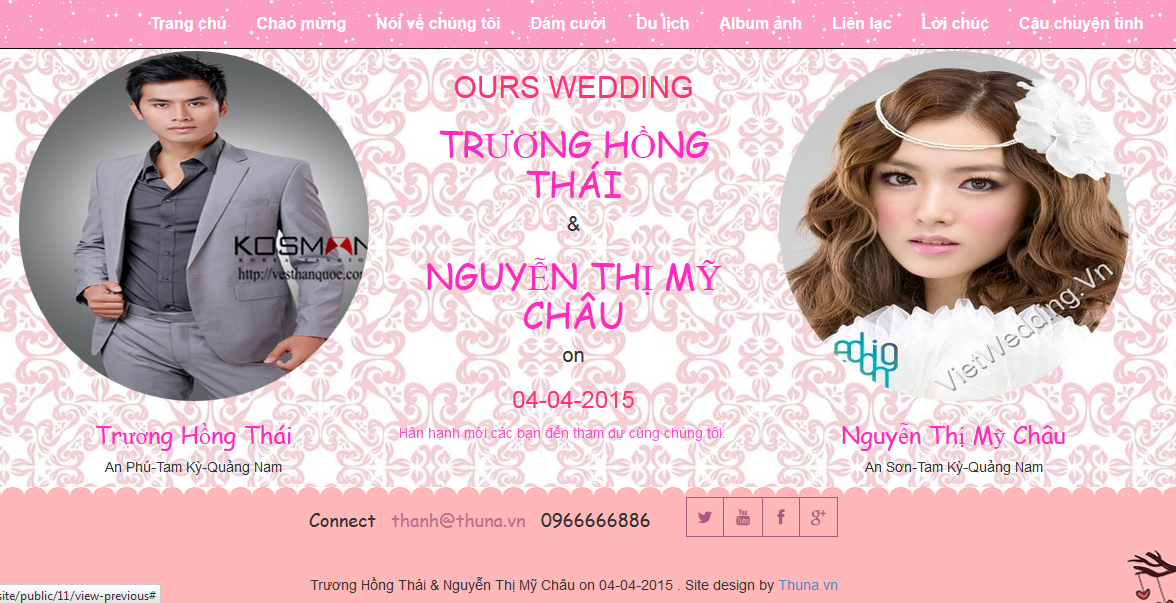 Trang chủ Chào mừng Nói về chúng tôi Đám cưới Du lịch Album ảnh Liên lạc Lời chúc Câu chuyện tình
OURS WEDDING
TRƯƠNG HỒNG
THÁI
&
NGUYỄN THỊ MỸ
CHÂU
on
04-04-2015
Hân hạnh mời các bạn đến tham dự cùng chúng tôi.
KOSMAN
http://vesthanquoc.co
Trương Hồng Thái
An Phú-Tam Kỳ-Quảng Nam
VietWedding.Vn
Nguyễn Thị Mỹ Châu
An Sơn-Tam Kỳ-Quảng Nam
Connect thanh@thuna.vn 0966666886
You Tube f g+
Trương Hồng Thái & Nguyễn Thị Mỹ Châu on 04-04-2015 . Site design by Thuna.vn
site/public/11/view-previous#